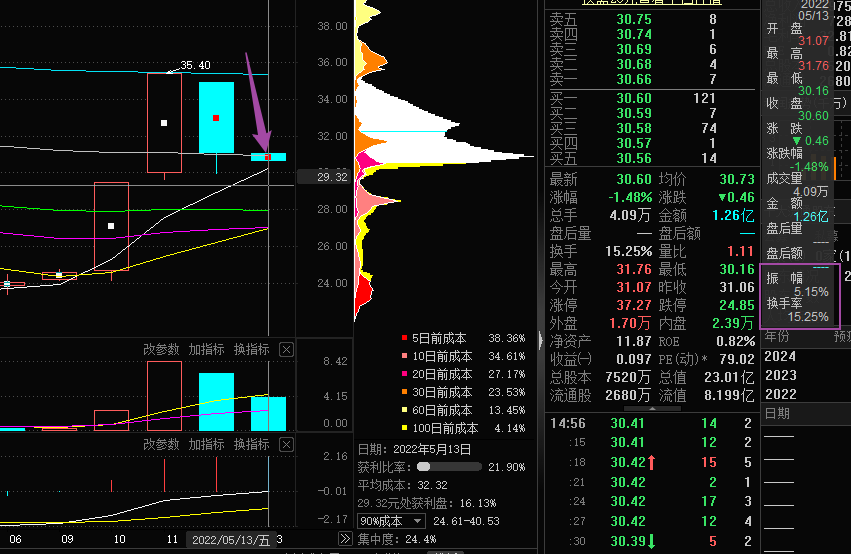 38.00
36.00
34.00
32.00
29.32
28.00
26.00
24.00
35.40
改参数 加指标 换指标
8.42
4.15
0.00
改参数 加指标 换指标
2.16
-0.01
-2.17
06 09 10 11 2022/05/13/五 3
5日前成本 38.36%
10日前成本 34.61%
20日前成本 27.17%
30日前成本 23.53%
60日前成本 13.45%
100日前成本 4.14%
日期: 2022年5月13日
获利比率: 21.90%
平均成本: 32.32
29.32元处获利盘: 16.13%
90%成本 24.61-40.53
集中度: 24.4%
卖五 30.75 8
卖四 30.74 1
卖三 30.69 6
卖二 30.68 4
卖一 30.66 7
买一 30.60 121
买二 30.59 7
买三 30.58 74
买四 30.57 1
买五 30.56 14
最新 30.60 均价 30.73
涨幅 -1.48% 涨跌 ▼0.46
总手 4.09万 金额 1.26亿
盘后量 — 盘后额 —
换手 15.25% 量比 1.11
最高 31.76 最低 30.16
今开 31.07 昨收 31.06
涨停 37.27 跌停 24.85
外盘 1.70万 内盘 2.39万
净资产 11.87 ROE 0.82%
收益㈠ 0.097 PE(动)* 79.02
总股本 7520万 总值 23.01亿
流通股 2680万 流值 8.199亿
14:56 30.41 14 2
:15 30.41 12 2
:18 30.42↑ 15 5
:21 30.42 2 1
:24 30.42 17 3
:27 30.42 12 4
:30 30.39↓ 5 2
2022
05/13
开 盘
31.07
最 高
31.76
最 低
30.16
收 盘
30.60
涨 跌
▼0.46
涨跌幅
-1.48%
成交量
4.09万
金 额
1.26亿
盘后量
----
盘后额
----
振 幅
5.15%
换手率
15.25%
年份
2024
2023
2022
日期